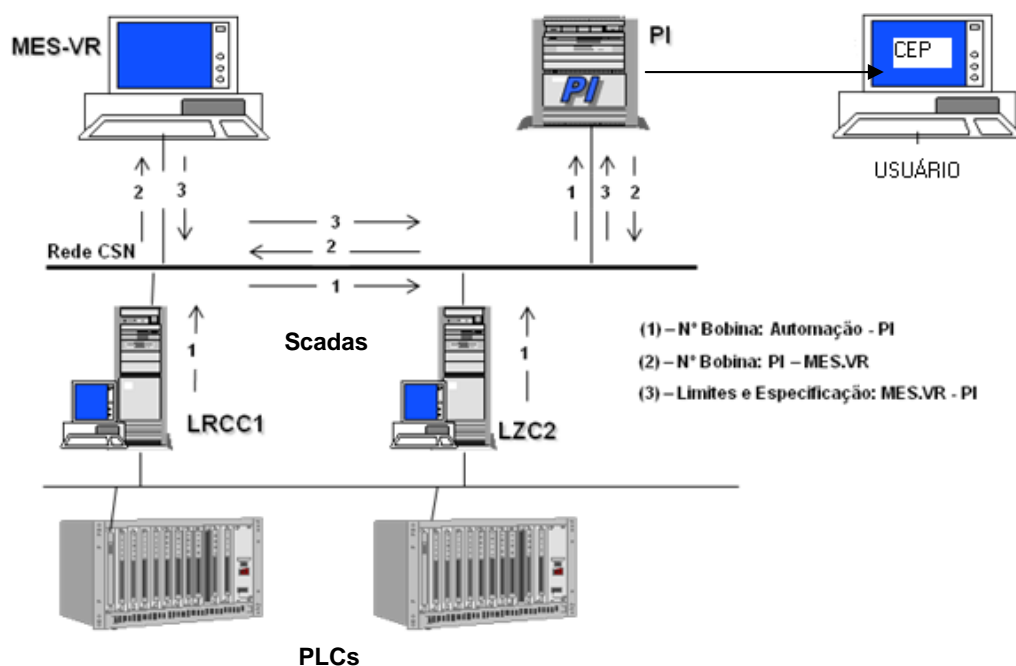 MES-VR
PI
PI
CEP
USUÁRIO
2
3
1
3
2
3
2
1
Rede CSN
1
Scadas
1
LRCC1
LZC2
(1) – N° Bobina: Automação - PI
(2) – N° Bobina: PI – MES.VR
(3) – Limites e Especificação: MES.VR - PI
PLCs